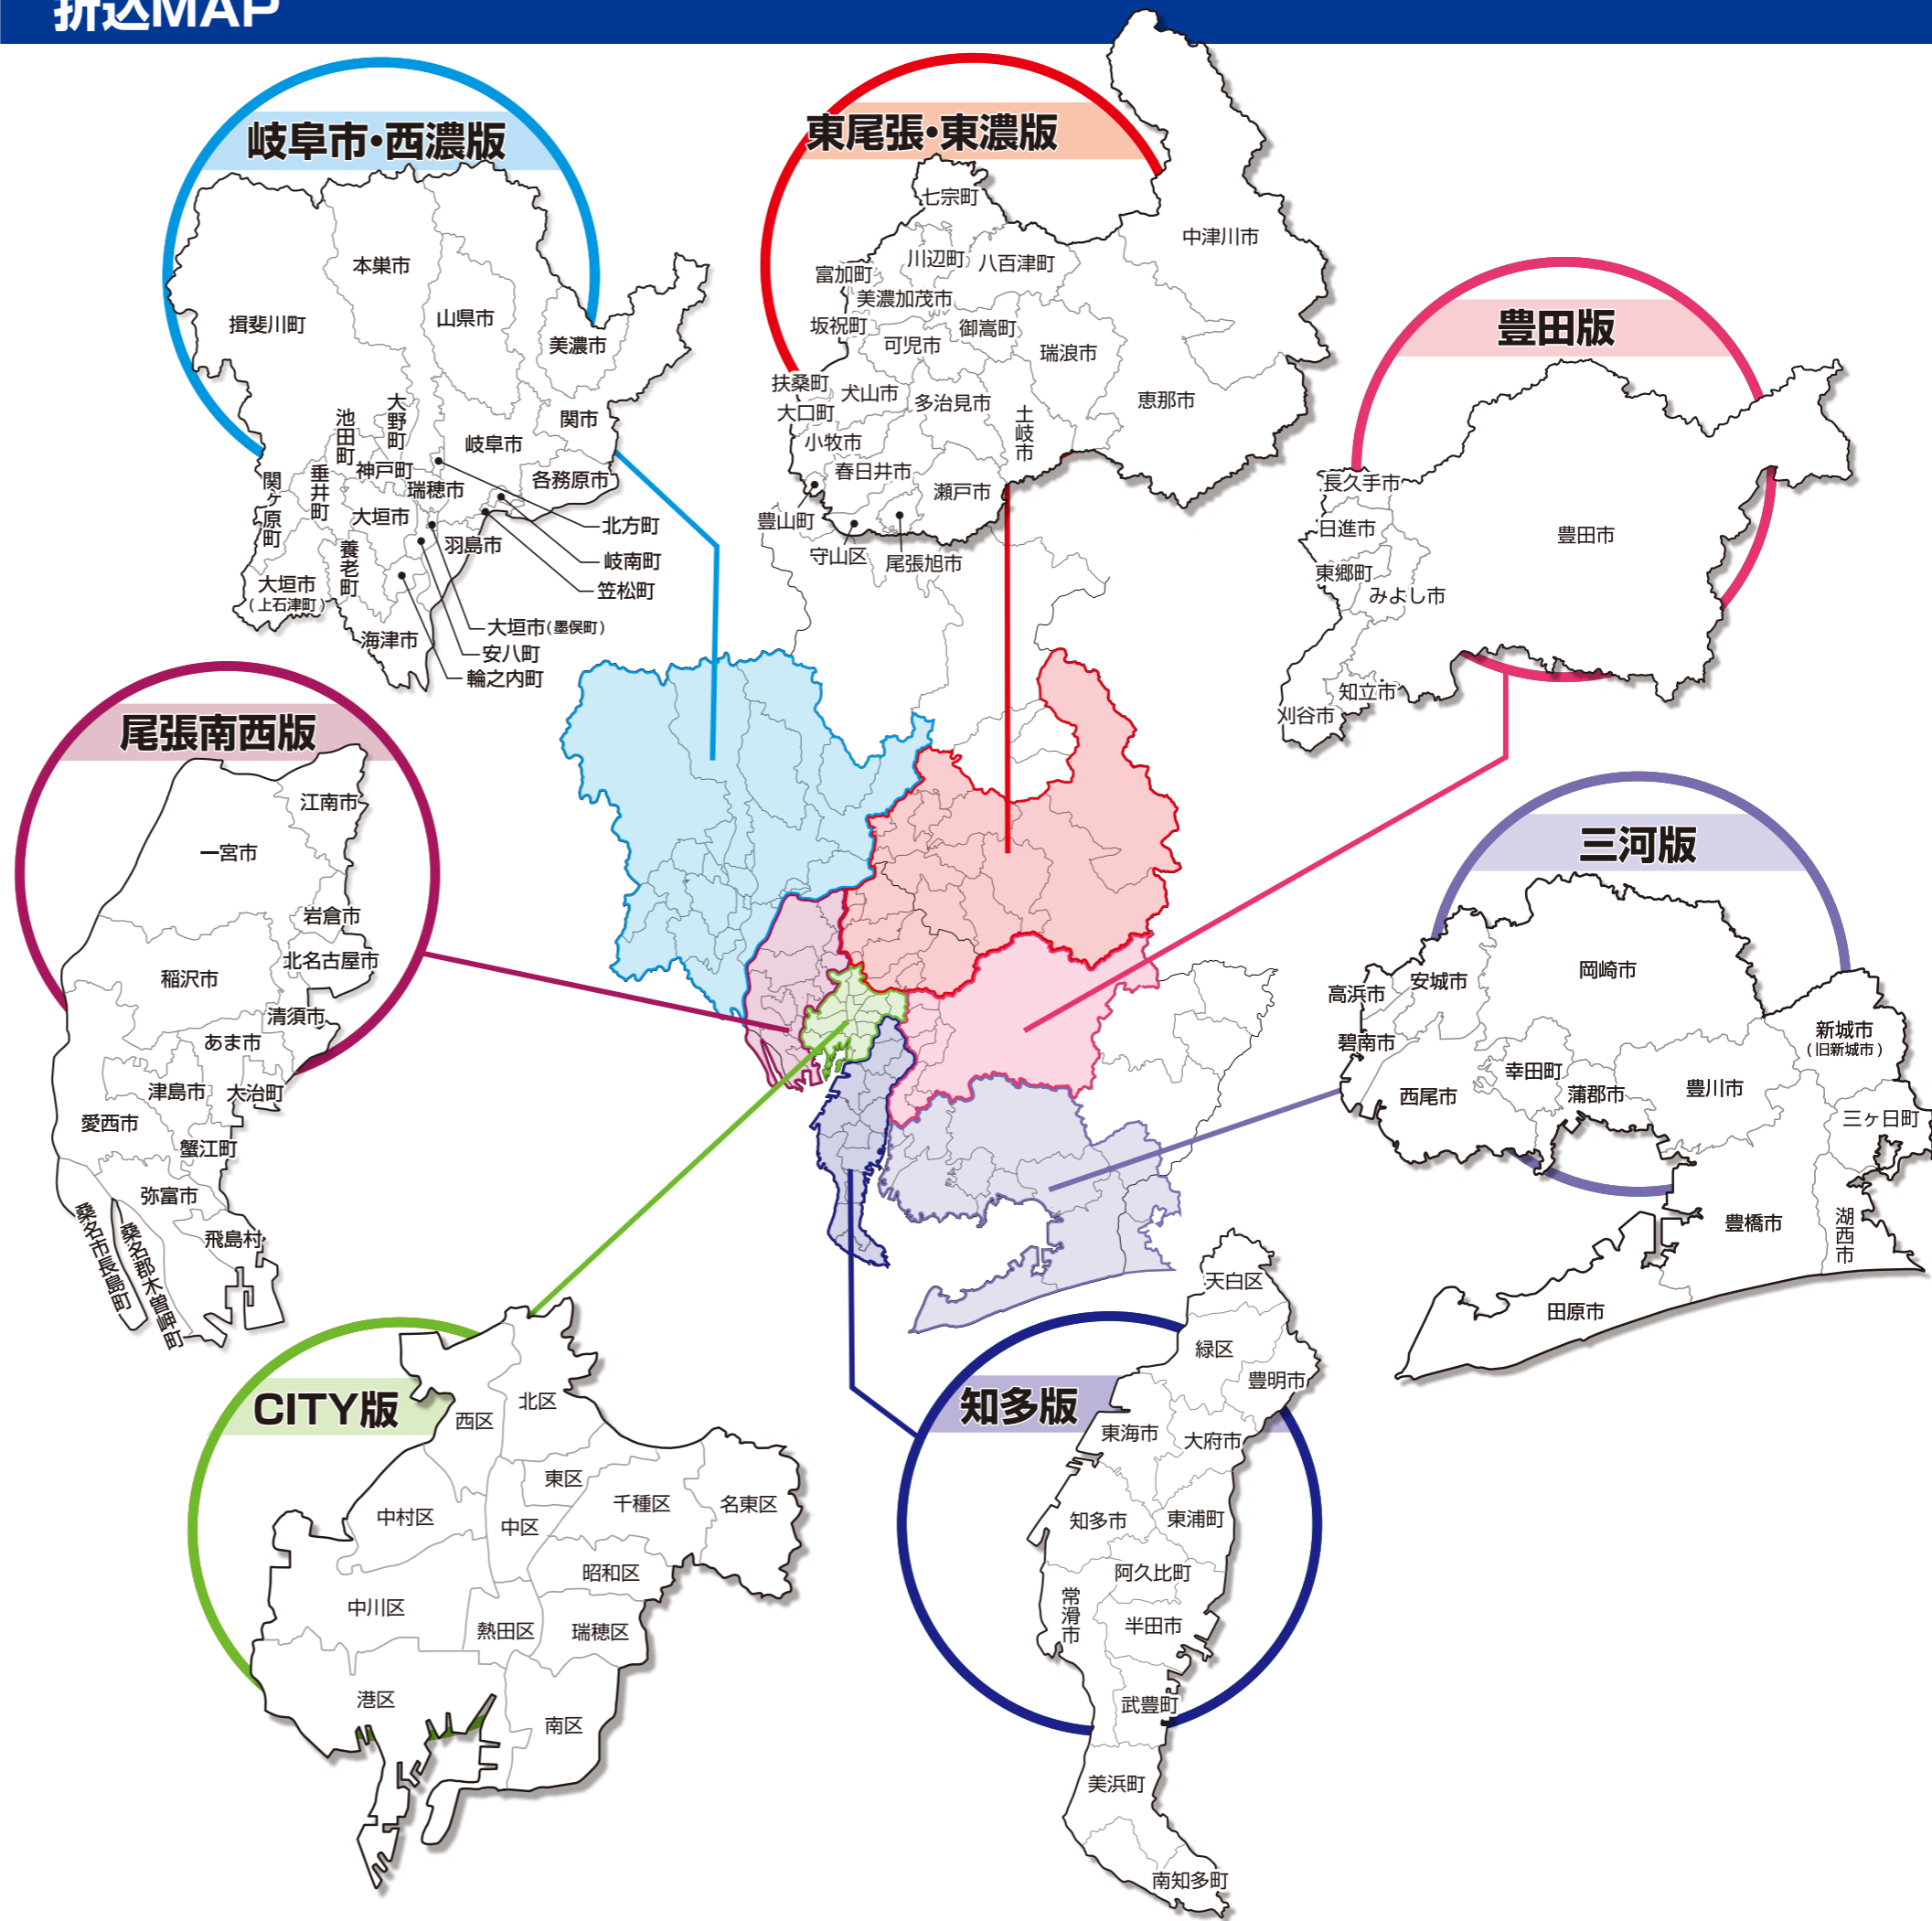 折込MAP
岐阜市・西濃版
本巣市
揖斐川町
山県市
美濃市
大野町
池田町
関市
岐阜市
神戸町
垂井町
関ヶ原町
瑞穂市
各務原市
大垣市
北方町
羽島市
養老町
岐南町
大垣市
(上石津町)
笠松町
大垣市(墨俣町)
海津市
安八町
輪之内町
東尾張・東濃版
七宗町
中津川市
川辺町
八百津町
富加町
美濃加茂市
坂祝町
御嵩町
可児市
瑞浪市
扶桑町
犬山市
恵那市
大口町
多治見市
土岐市
小牧市
春日井市
瀬戸市
豊山町
守山区
尾張旭市
豊田版
長久手市
日進市
豊田市
東郷町
みよし市
知立市
刈谷市
尾張南西版
江南市
一宮市
岩倉市
北名古屋市
稲沢市
清須市
あま市
津島市
大治町
愛西市
蟹江町
弥富市
飛島村
桑名市長島町
桑名郡木曽岬町
三河版
岡崎市
安城市
高浜市
新城市
(旧新城市)
碧南市
幸田町
西尾市
蒲郡市
豊川市
三ヶ日町
豊橋市
湖西市
田原市
CITY版
北区
西区
東区
千種区
名東区
中村区
中区
昭和区
中川区
熱田区
瑞穂区
港区
南区
知多版
天白区
緑区
豊明市
東海市
大府市
知多市
東浦町
阿久比町
常滑市
半田市
武豊町
美浜町
南知多町